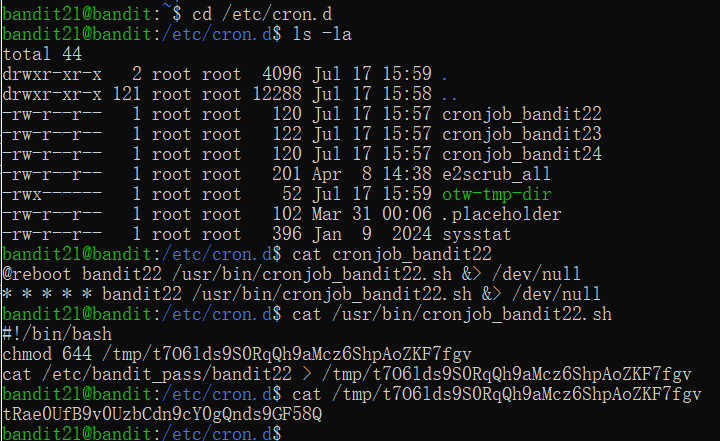 bandit21@bandit:~$ cd /etc/cron.d
bandit21@bandit:/etc/cron.d$ ls -la
total 44
drwxr-xr-x   2 root root  4096 Jul 17 15:59 .
drwxr-xr-x 121 root root 12288 Jul 17 15:58 ..
-rw-r--r--   1 root root   120 Jul 17 15:57 cronjob_bandit22
-rw-r--r--   1 root root   122 Jul 17 15:57 cronjob_bandit23
-rw-r--r--   1 root root   120 Jul 17 15:57 cronjob_bandit24
-rw-r--r--   1 root root   201 Apr  8 14:38 e2scrub_all
-rwx------   1 root root    52 Jul 17 15:59 otw-tmp-dir
-rw-r--r--   1 root root   102 Mar 31 00:06 .placeholder
-rw-r--r--   1 root root   396 Jan  9  2024 sysstat
bandit21@bandit:/etc/cron.d$ cat cronjob_bandit22
@reboot bandit22 /usr/bin/cronjob_bandit22.sh &> /dev/null
* * * * * bandit22 /usr/bin/cronjob_bandit22.sh &> /dev/null
bandit21@bandit:/etc/cron.d$ cat /usr/bin/cronjob_bandit22.sh
#!/bin/bash
chmod 644 /tmp/t7O6lds9S0RqQh9aMcz6ShpAoZKF7fgv
cat /etc/bandit_pass/bandit22 > /tmp/t7O6lds9S0RqQh9aMcz6ShpAoZKF7fgv
bandit21@bandit:/etc/cron.d$ cat /tmp/t7O6lds9S0RqQh9aMcz6ShpAoZKF7fgv
tRae0UfB9v0UzbCdn9cY0gQnds9GF58Q
bandit21@bandit:/etc/cron.d$